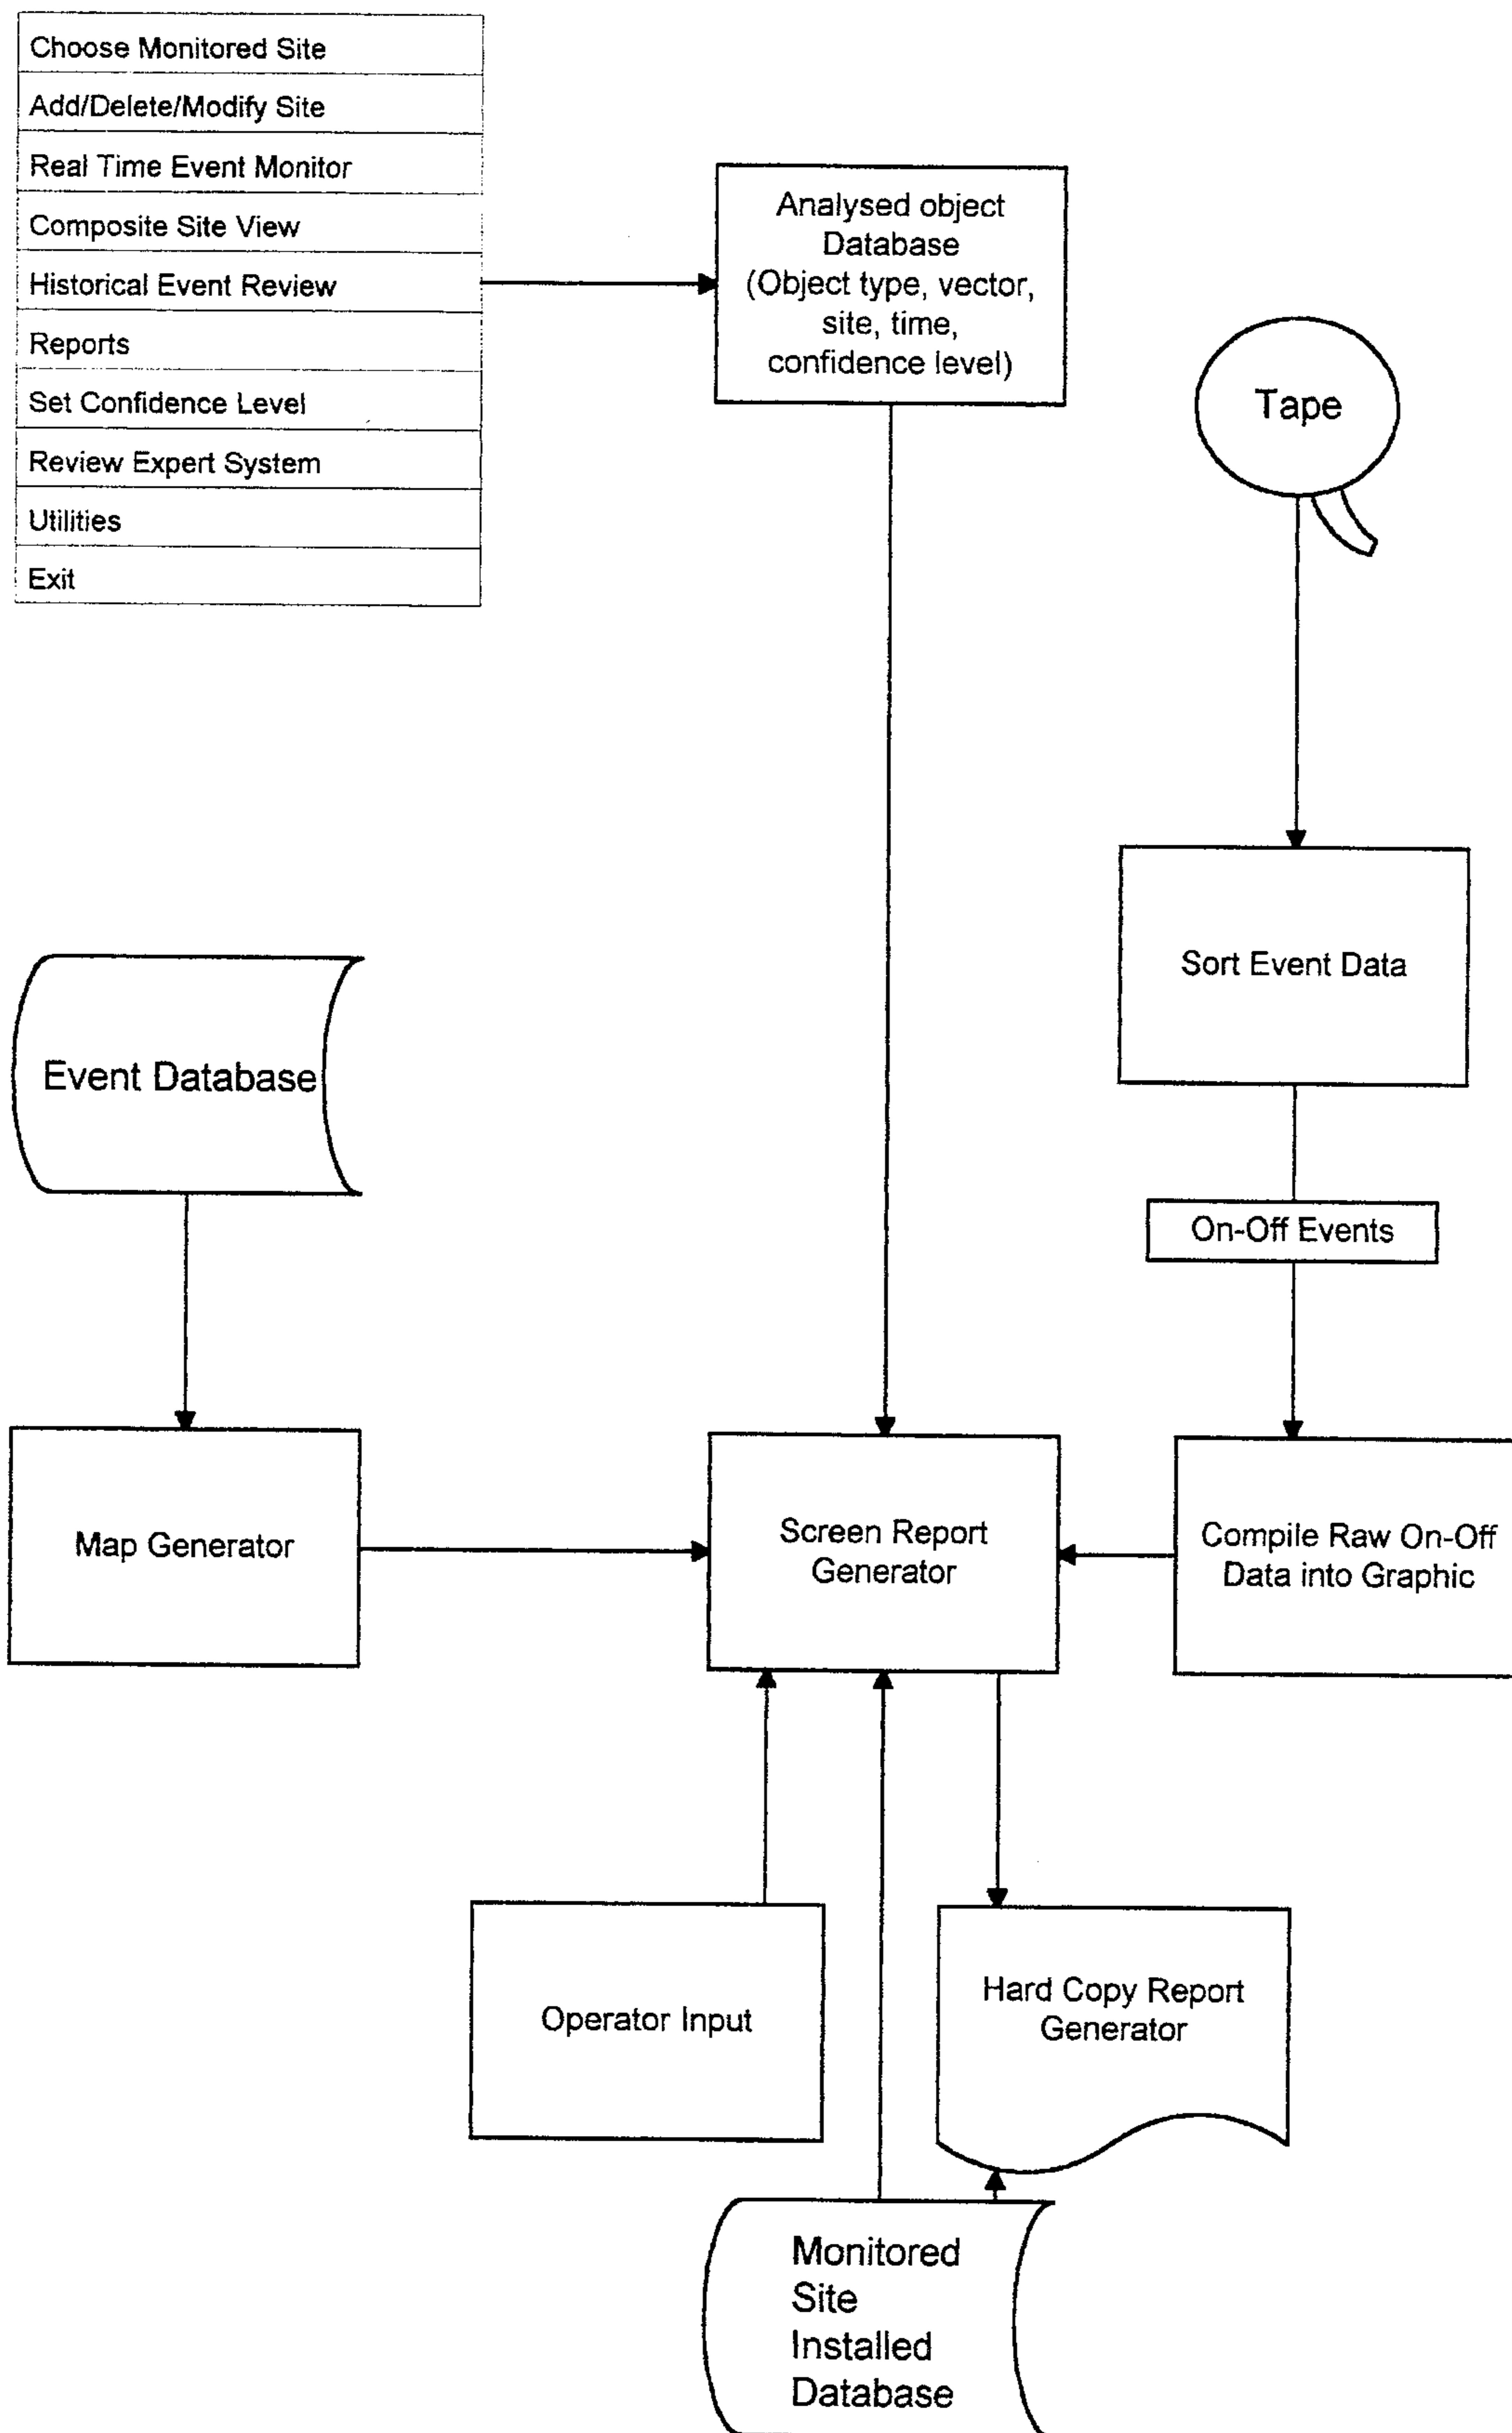 Choose Monitored Site
Add/Delete/Modify Site
Real Time Event Monitor
Composite Site View
Historical Event Review
Reports
Set Confidence Level
Review Expert System
Utilities
Exit
Analysed object
Database
(Object type, vector,
site, time,
confidence level)
Tape
Sort Event Data
Event Database
On-Off Events
Map Generator
Screen Report
Generator
Compile Raw On-Off
Data into Graphic
Operator Input
Hard Copy Report
Generator
Monitored
Site
Installed
Database